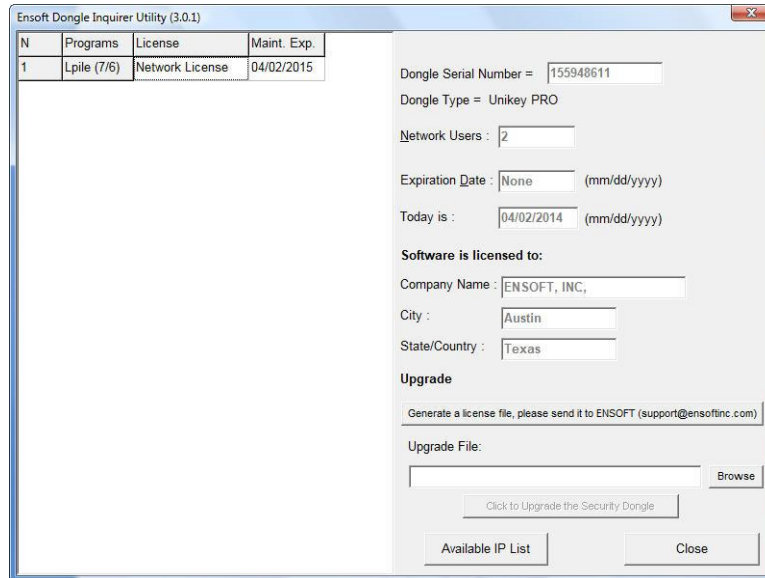 Ensoft Dongle Inquirer Utility (3.0.1)
N Programs License Maint. Exp.
1 Lpile (7/6) Network License 04/02/2015
Dongle Serial Number = 155948611
Dongle Type = Unikey PRO
Network Users : 2
Expiration Date : None (mm/dd/yyyy)
Today is : 04/02/2014 (mm/dd/yyyy)
Software is licensed to:
Company Name : ENSOFT, INC,
City : Austin
State/Country : Texas
Upgrade
Generate a license file, please send it to ENSOFT (support@ensoftinc.com)
Upgrade File:
Browse
Click to Upgrade the Security Dongle
Available IP List Close